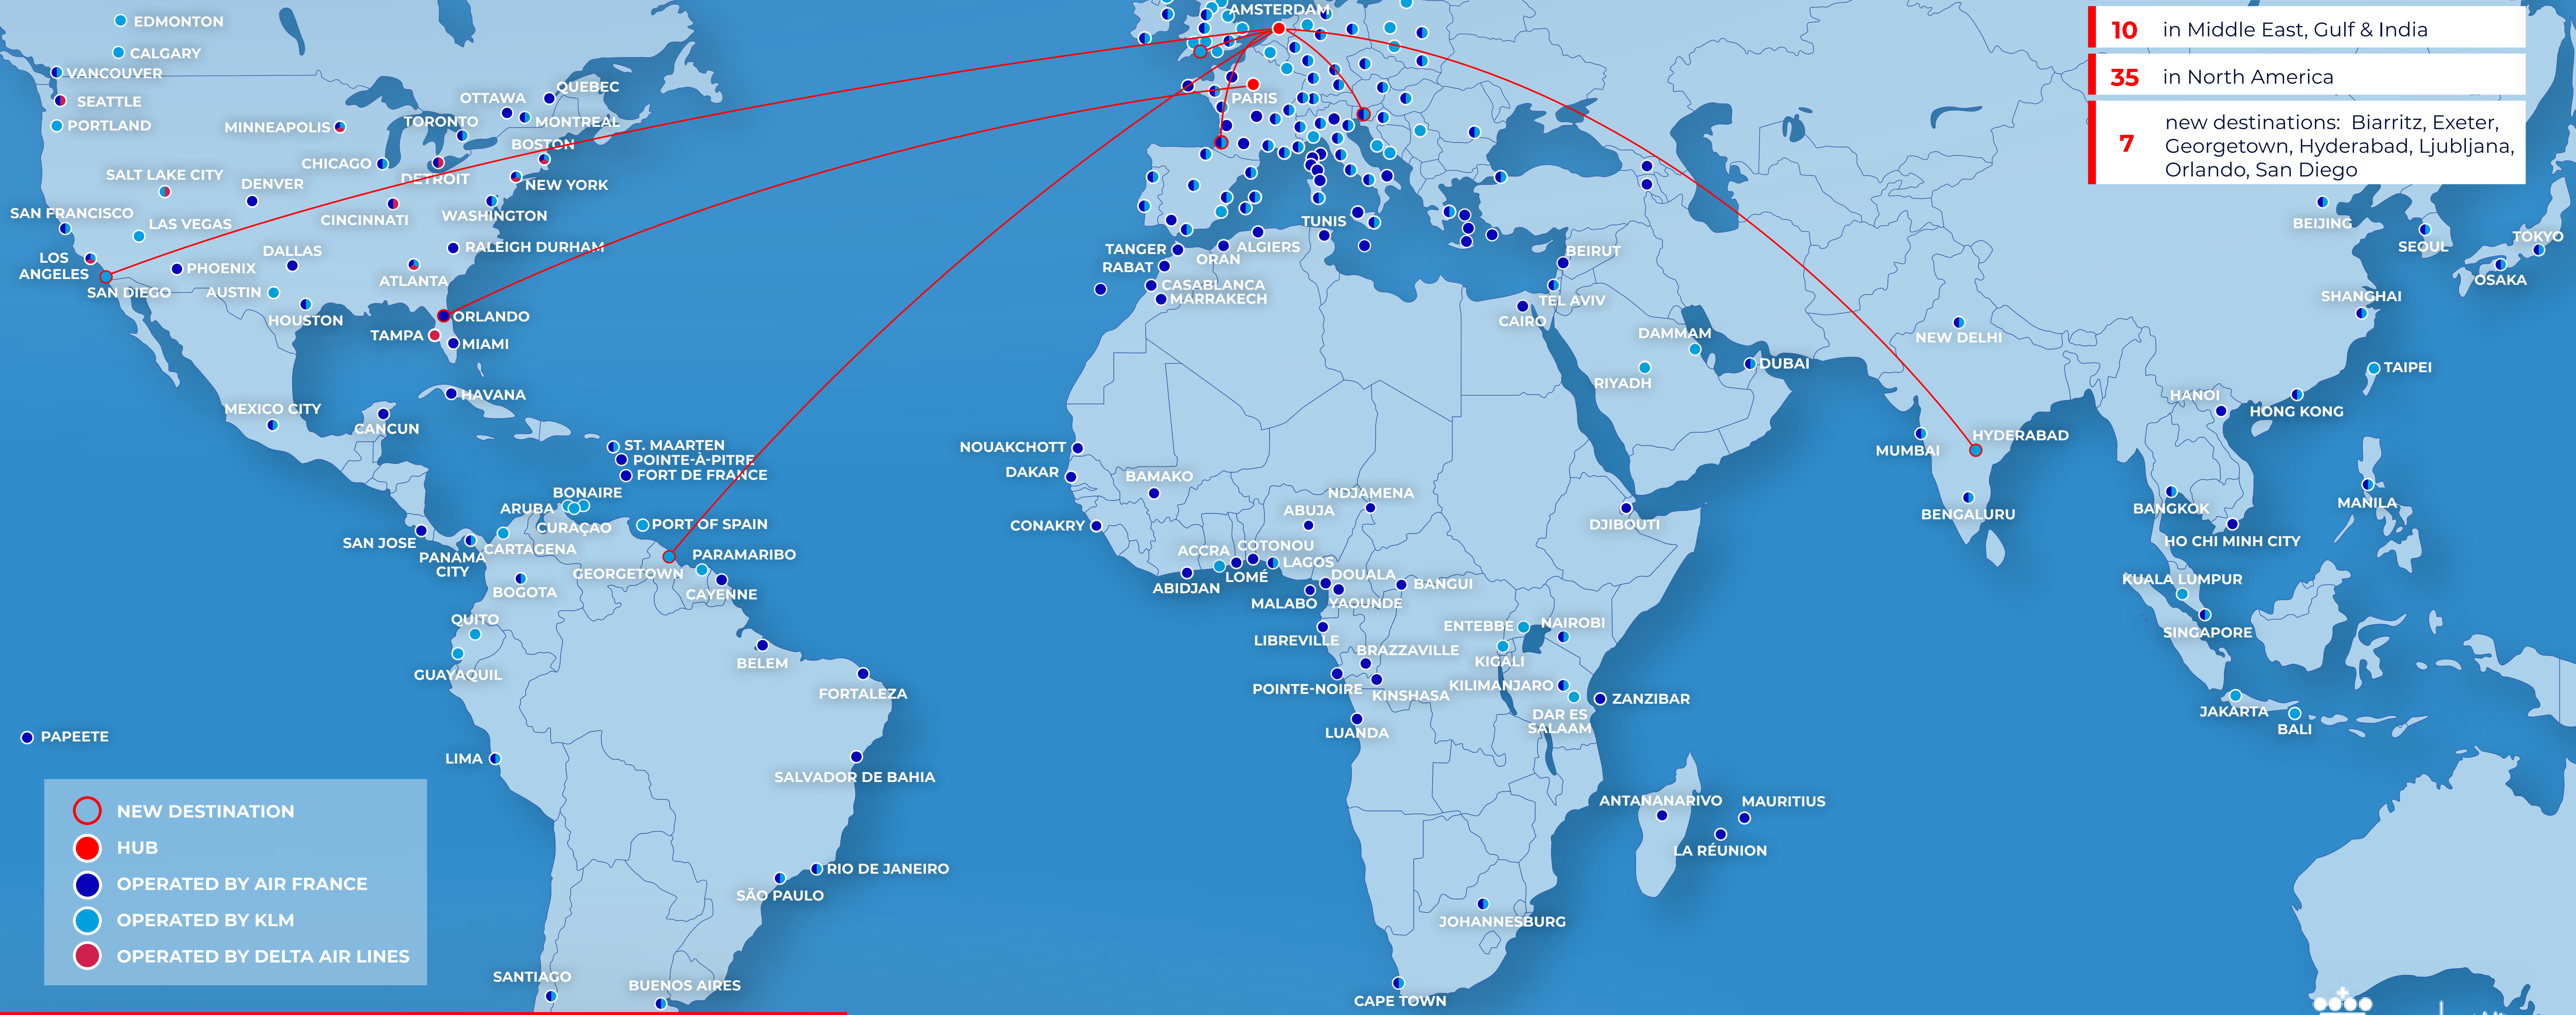 AMSTERDAM
10 in Middle East, Gulf & India
35 in North America
7 new destinations: Biarritz, Exeter,
Georgetown, Hyderabad, Ljubljana,
Orlando, San Diego
EDMONTON
CALGARY
VANCOUVER
SEATTLE
PORTLAND
MINNEAPOLIS
OTTAWA
QUEBEC
TORONTO
MONTREAL
BOSTON
CHICAGO
DETROIT
SALT LAKE CITY
DENVER
NEW YORK
SAN FRANCISCO
LAS VEGAS
CINCINNATI
WASHINGTON
LOS
ANGELES
PHOENIX
DALLAS
RALEIGH DURHAM
SAN DIEGO
AUSTIN
ATLANTA
HOUSTON
ORLANDO
TAMPA
MIAMI
HAVANA
MEXICO CITY
CANCUN
ST. MAARTEN
POINTE-À-PITRE
FORT DE FRANCE
BONAIRE
ARUBA
CURAÇAO
PORT OF SPAIN
SAN JOSE
PANAMA
CITY
CARTAGENA
GEORGETOWN
PARAMARIBO
BOGOTA
CAYENNE
QUITO
GUAYAQUIL
BELEM
FORTALEZA
PAPEETE
LIMA
SALVADOR DE BAHIA
RIO DE JANEIRO
SÃO PAULO
SANTIAGO
BUENOS AIRES
PARIS
TUNIS
TANGER
ALGIERS
ORAN
RABAT
CASABLANCA
MARRAKECH
BEIRUT
TEL AVIV
CAIRO
DAMMAM
RIYADH
DUBAI
NOUAKCHOTT
DAKAR
BAMAKO
NDJAMENA
ABUJA
CONAKRY
DJIBOUTI
ACCRA
COTONOU
LAGOS
ABIDJAN
LOMÉ
DOUALA
BANGUI
MALABO
YAOUNDE
LIBREVILLE
ENTEBBE
NAIROBI
BRAZZAVILLE
KIGALI
POINTE-NOIRE
KINSHASA
KILIMANJARO
ZANZIBAR
DAR ES
SALAAM
LUANDA
ANTANANARIVO
MAURITIUS
LA RÉUNION
JOHANNESBURG
CAPE TOWN
BEIJING
SEOUL
TOKYO
OSAKA
SHANGHAI
NEW DELHI
TAIPEI
HANOI
HONG KONG
MUMBAI
HYDERABAD
BENGALURU
BANGKOK
MANILA
HO CHI MINH CITY
KUALA LUMPUR
SINGAPORE
JAKARTA
BALI
NEW DESTINATION
HUB
OPERATED BY AIR FRANCE
OPERATED BY KLM
OPERATED BY DELTA AIR LINES